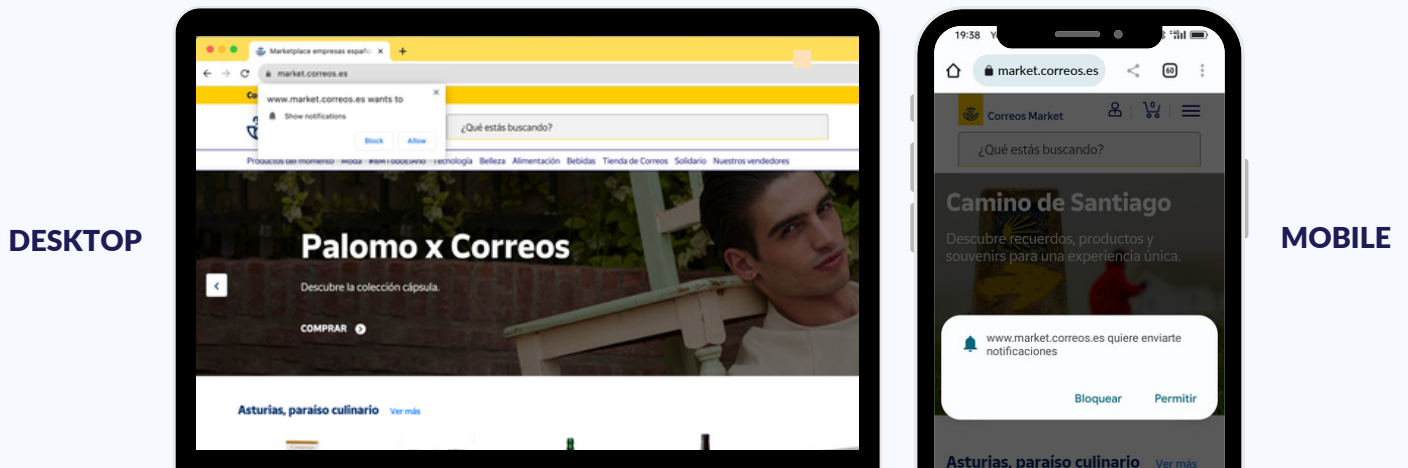 DESKTOP
Marketplace empresas españo
market.correos.es
Co
www.market.correos.es wants to
Show notifications
Block Allow
¿Qué estás buscando?
Productos del momento Moda Tecnología Belleza Alimentación Bebidas Tienda de Correos Solidario Nuestros vendedores
Palomo x Correos
Descubre la colección cápsula.
COMPRAR
Asturias, paraíso culinario Ver más
19:38
market.correos.es
60
Correos Market
0
¿Qué estás buscando?
Camino de Santiago
Descubre recuerdos, productos y
souvenirs para una experiencia única.
www.market.correos.es quiere enviarte
notificaciones
Bloquear Permitir
Asturias, paraíso culinario Ver más
MOBILE